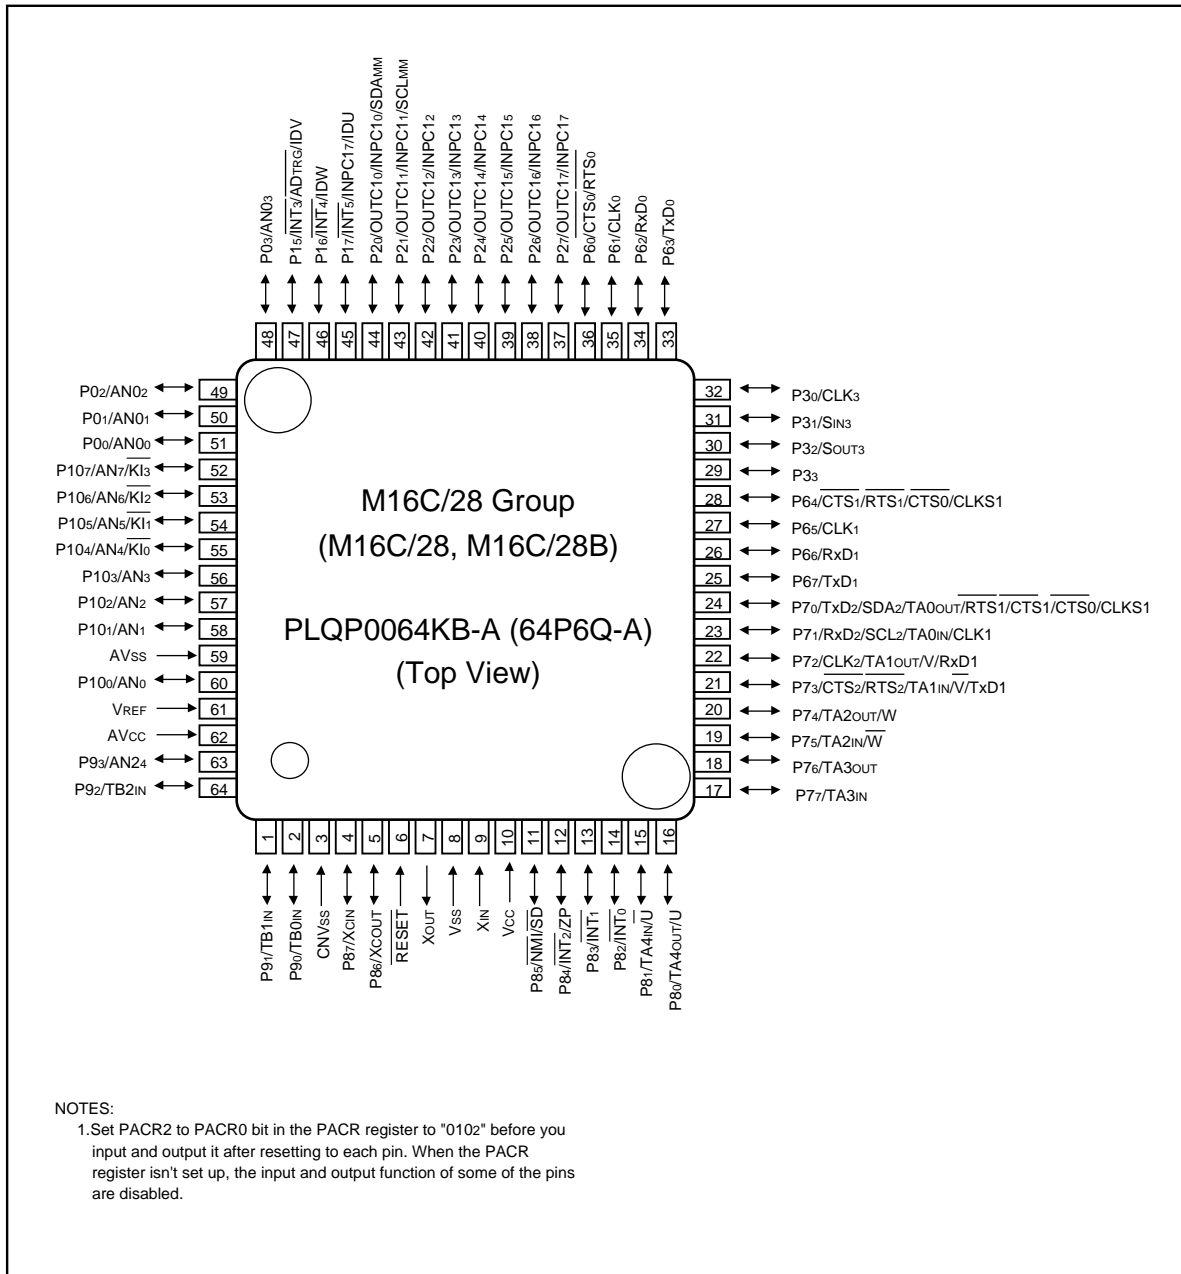 P03/AN03
P15/INT3/ADTRG/IDV
P16/INT4/IDW
P17/INT5/INPC17/IDU
P20/OUTC10/INPC10/SDAMM
P21/OUTC11/INPC11/SCLMM
P22/OUTC12/INPC12
P23/OUTC13/INPC13
P24/OUTC14/INPC14
P25/OUTC15/INPC15
P26/OUTC16/INPC16
P27/OUTC17/INPC17
P60/CTS0/RTS0
P61/CLK0
P62/RxD0
P63/TxD0
48 47 46 45 44 43 42 41 40 39 38 37 36 35 34 33
P02/AN02 49
P01/AN01 50
P00/AN00 51
P107/AN7/KI3 52
P106/AN6/KI2 53
P105/AN5/KI1 54
P104/AN4/KI0 55
P103/AN3 56
P102/AN2 57
P101/AN1 58
AVSS 59
P100/AN0 60
VREF 61
AVCC 62
P93/AN24 63
P92/TB2IN 64
M16C/28 Group
(M16C/28, M16C/28B)
PLQP0064KB-A (64P6Q-A)
(Top View)
32 P30/CLK3
31 P31/SIN3
30 P32/SOUT3
29 P33
28 P64/CTS1/RTS1/CTS0/CLKS1
27 P65/CLK1
26 P66/RxD1
25 P67/TxD1
24 P70/TxD2/SDA2/TA0OUT/RTS1/CTS1/CTS0/CLKS1
23 P71/RxD2/SCL2/TA0IN/CLK1
22 P72/CLK2/TA1OUT/V/RxD1
21 P73/CTS2/RTS2/TA1IN/V/TxD1
20 P74/TA2OUT/W
19 P75/TA2IN/W
18 P76/TA3OUT
17 P77/TA3IN
1 2 3 4 5 6 7 8 9 10 11 12 13 14 15 16
P91/TB1IN
P90/TB0IN
CNVSS
P87/XCIN
P86/XCOUT
RESET
XOUT
VSS
XIN
VCC
P85/NMI/SD
P84/INT2/ZP
P83/INT1
P82/INT0
P81/TA4IN/U
P80/TA4OUT/U
NOTES:
1.Set PACR2 to PACR0 bit in the PACR register to "0102" before you
input and output it after resetting to each pin. When the PACR
register isn't set up, the input and output function of some of the pins
are disabled.